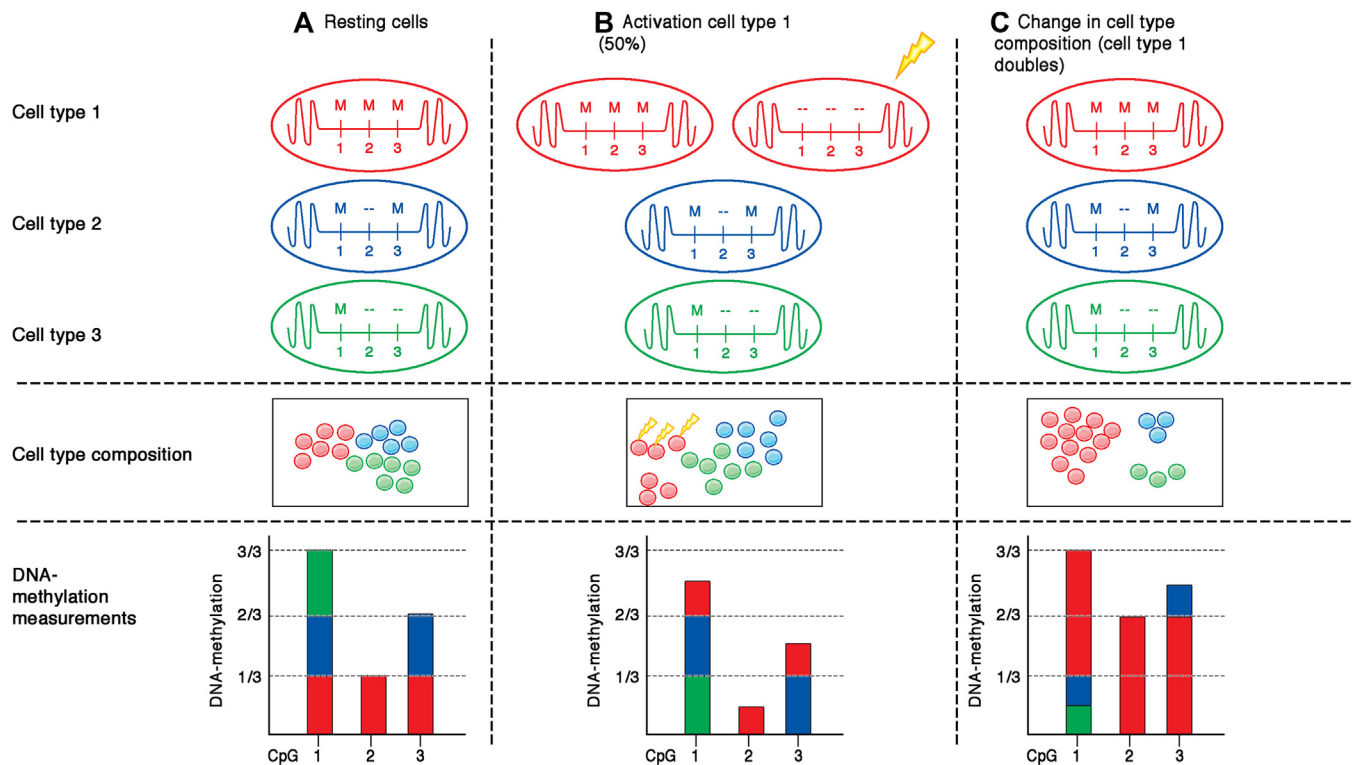 A Resting cells
B Activation cell type 1
(50%)
C Change in cell type
composition (cell type 1
doubles)
Cell type 1
M M M
1 2 3
M M M
1 2 3
-- -- --
1 2 3
M M M
1 2 3
Cell type 2
M -- M
1 2 3
M -- M
1 2 3
M -- M
1 2 3
Cell type 3
M -- --
1 2 3
M -- --
1 2 3
M -- --
1 2 3
Cell type composition
DNA-
methylation
measurements
DNA-methylation
3/3
2/3
1/3
CpG 1 2 3
DNA-methylation
3/3
2/3
1/3
CpG 1 2 3
DNA-methylation
3/3
2/3
1/3
CpG 1 2 3